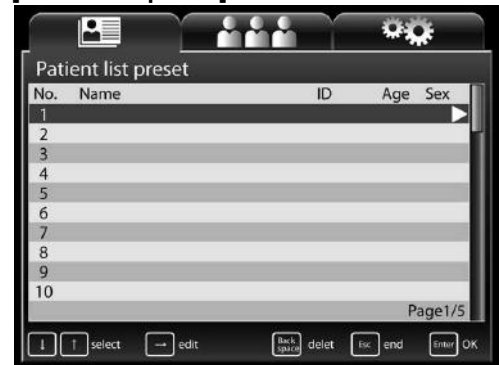 Patient list preset
No. Name ID Age Sex
1
2
3
4
5
6
7
8
9
10
Page1/5
↓ ↑ select → edit Back space delet Esc end Enter OK